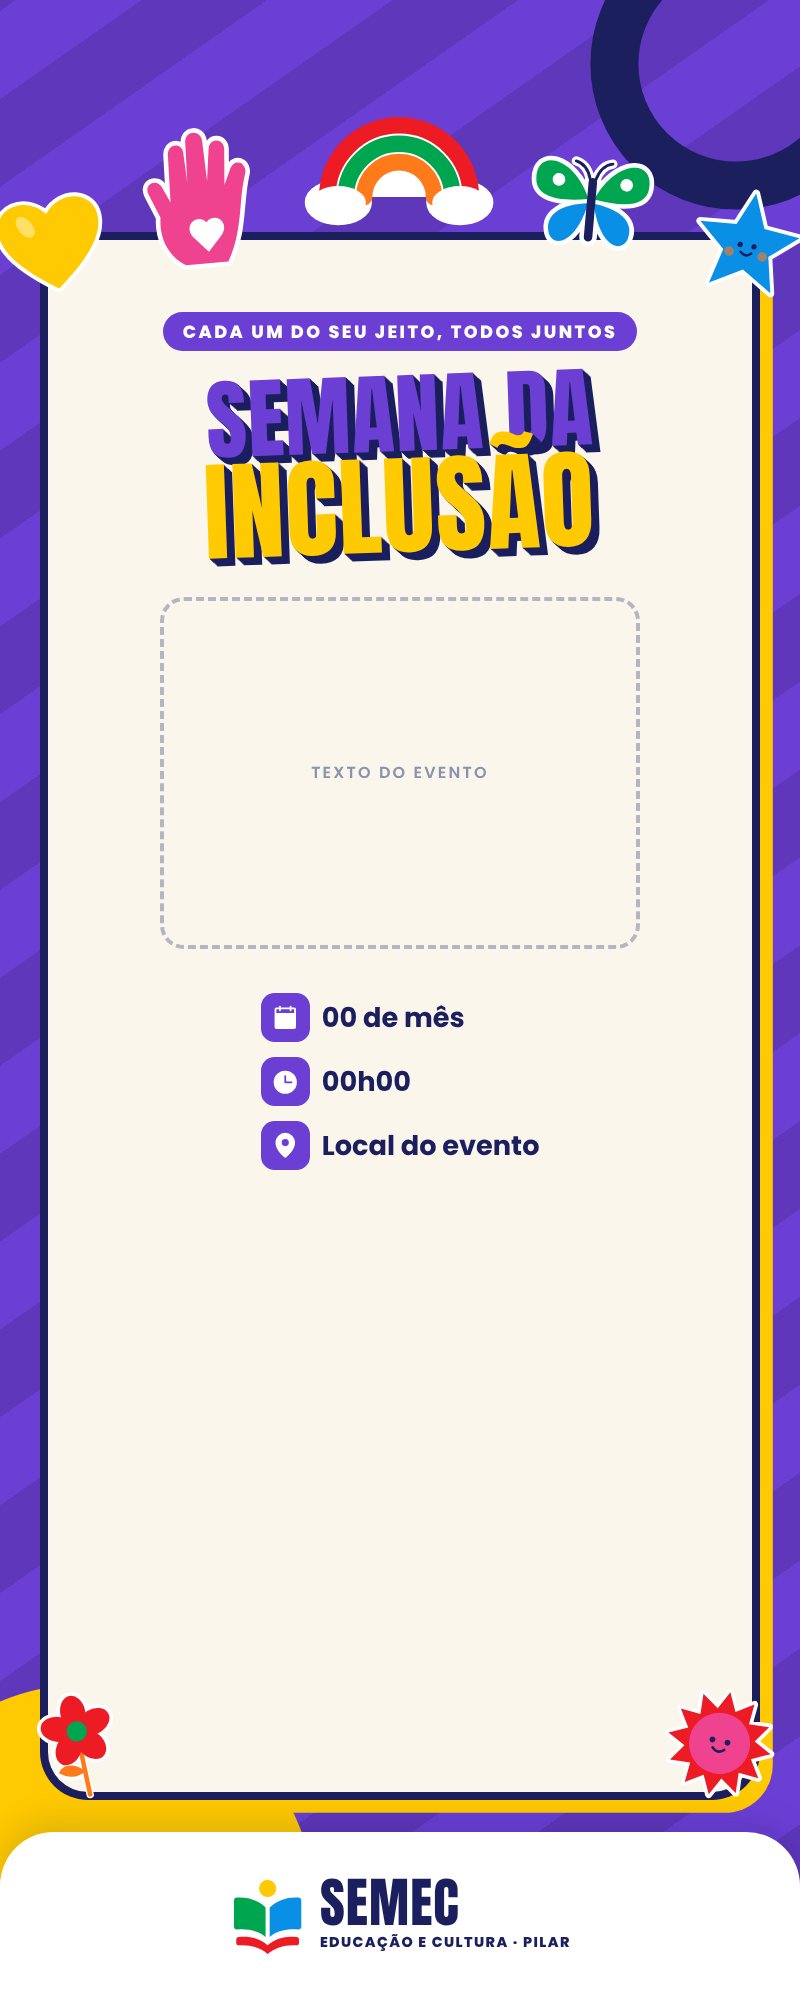 CADA UM DO SEU JEITO, TODOS JUNTOS
SEMANA DA
INCLUSÃO
TEXTO DO EVENTO
00 de mês
00h00
Local do evento
SEMEC
EDUCAÇÃO E CULTURA · PILAR